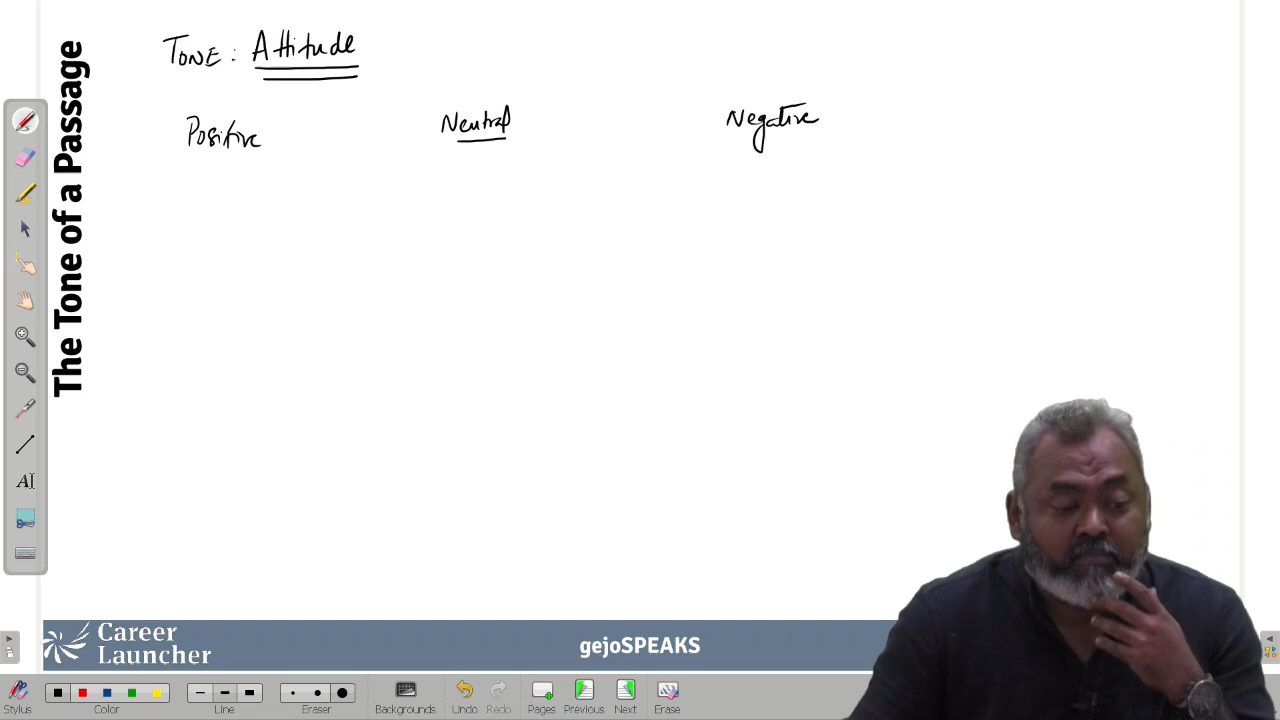 The Tone of a Passage
TONE: Attitude
Positive Neutral Negative
AI
Career
Launcher
gejoSPEAKS
Stylus Color Line Eraser Backgrounds Undo Redo Pages Previous Next Erase